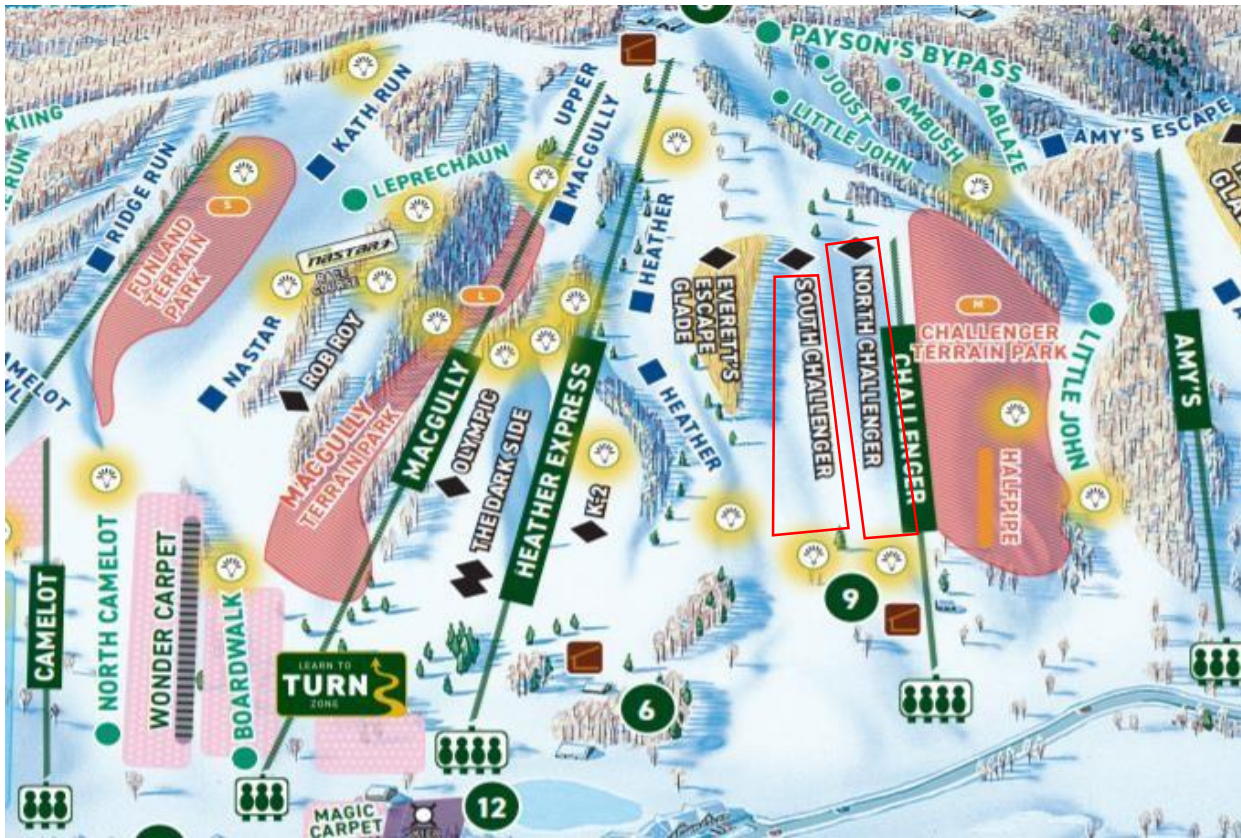 PAYSON'S BYPASS
JOUST
AMBUSH
ABLAZE
LITTLE JOHN
AMY'S ESCAPE
KIING
RIDGE RUN
KATH RUN
LEPRECHAUN
UPPER
MACGULLY
S
FUNLAND
TERRAIN
PARK
NASTAR
RACE
COURSE
L
HEATHER
EVERETT'S
ESCAPE
GLADE
SOUTH CHALLENGER
NORTH CHALLENGER
M
CHALLENGER
TERRAIN PARK
LITTLE JOHN
AMY'S
NASTAR
ROB ROY
MACGULLY
TERRAIN PARK
MACGULLY
OLYMPIC
THE DARK SIDE
HEATHER EXPRESS
K-2
HEATHER
CHALLENGER
HALFPIPE
CAMELOT
NORTH CAMELOT
WONDER CARPET
BOARDWALK
LEARN TO
TURN
ZONE
9
6
12
MAGIC
CARPET